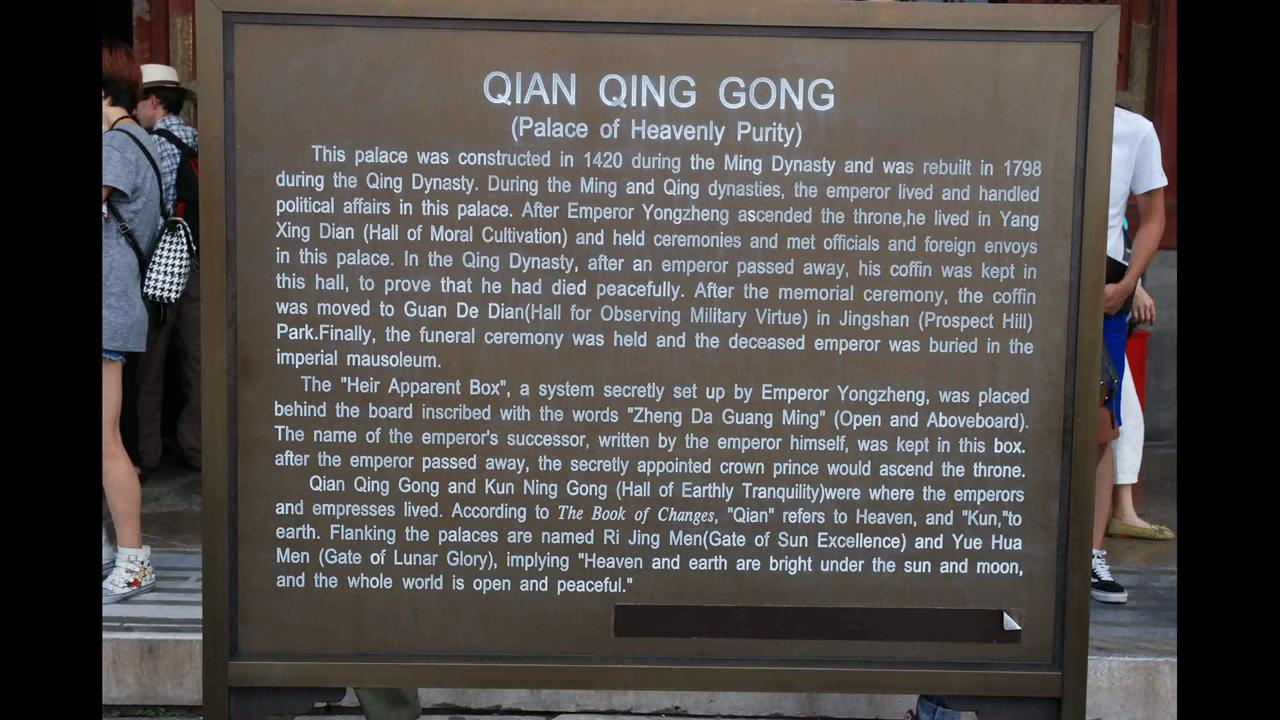 QIAN QING GONG
(Palace of Heavenly Purity)
This palace was constructed in 1420 during the Ming Dynasty and was rebuilt in 1798
during the Qing Dynasty. During the Ming and Qing dynasties, the emperor lived and handled
political affairs in this palace. After Emperor Yongzheng ascended the throne,he lived in Yang
Xing Dian (Hall of Moral Cultivation) and held ceremonies and met officials and foreign envoys
in this palace. In the Qing Dynasty, after an emperor passed away, his coffin was kept in
this hall, to prove that he had died peacefully. After the memorial ceremony, the coffin
was moved to Guan De Dian(Hall for Observing Military Virtue) in Jingshan (Prospect Hill)
Park.Finally, the funeral ceremony was held and the deceased emperor was buried in the
imperial mausoleum.
The "Heir Apparent Box", a system secretly set up by Emperor Yongzheng, was placed
behind the board inscribed with the words "Zheng Da Guang Ming" (Open and Aboveboard).
The name of the emperor's successor, written by the emperor himself, was kept in this box.
after the emperor passed away, the secretly appointed crown prince would ascend the throne.
Qian Qing Gong and Kun Ning Gong (Hall of Earthly Tranquility)were where the emperors
and empresses lived. According to The Book of Changes, "Qian" refers to Heaven, and "Kun,"to
earth. Flanking the palaces are named Ri Jing Men(Gate of Sun Excellence) and Yue Hua
Men (Gate of Lunar Glory), implying "Heaven and earth are bright under the sun and moon,
and the whole world is open and peaceful."